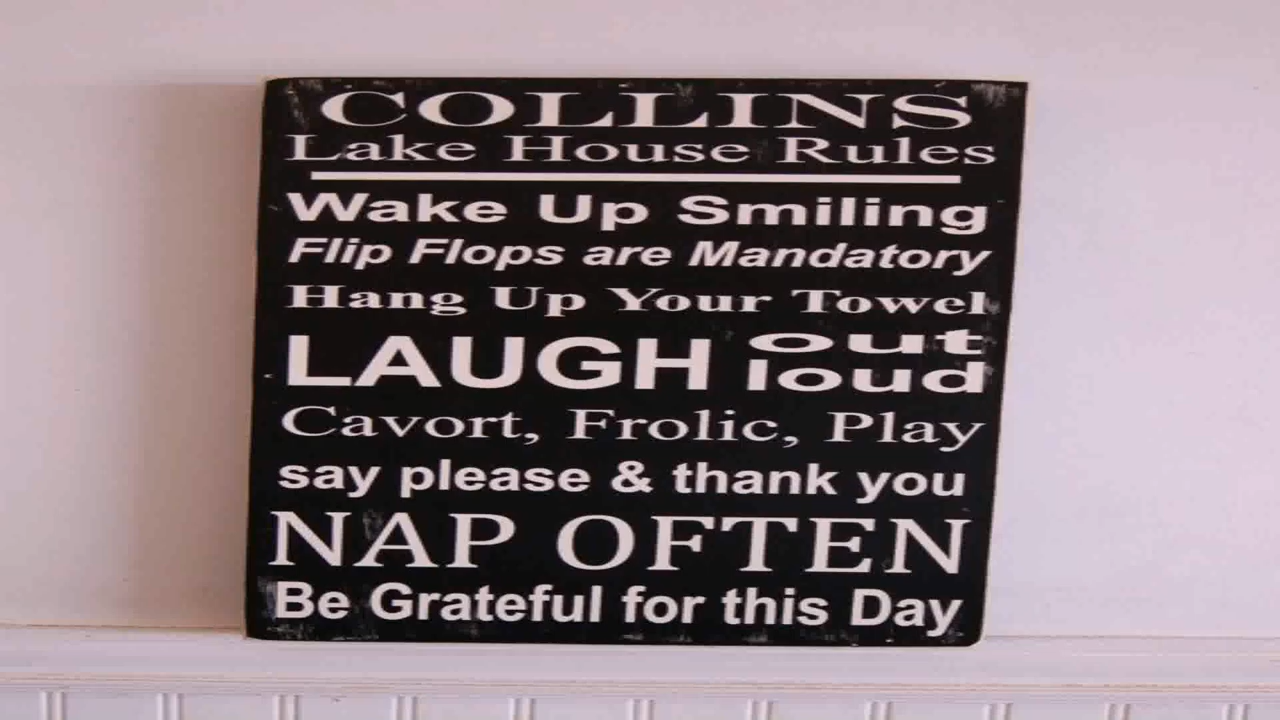 COLLINS
Lake House Rules
Wake Up Smiling
Flip Flops are Mandatory
Hang Up Your Towel
LAUGH out loud
Cavort, Frolic, Play
say please & thank you
NAP OFTEN
Be Grateful for this Day